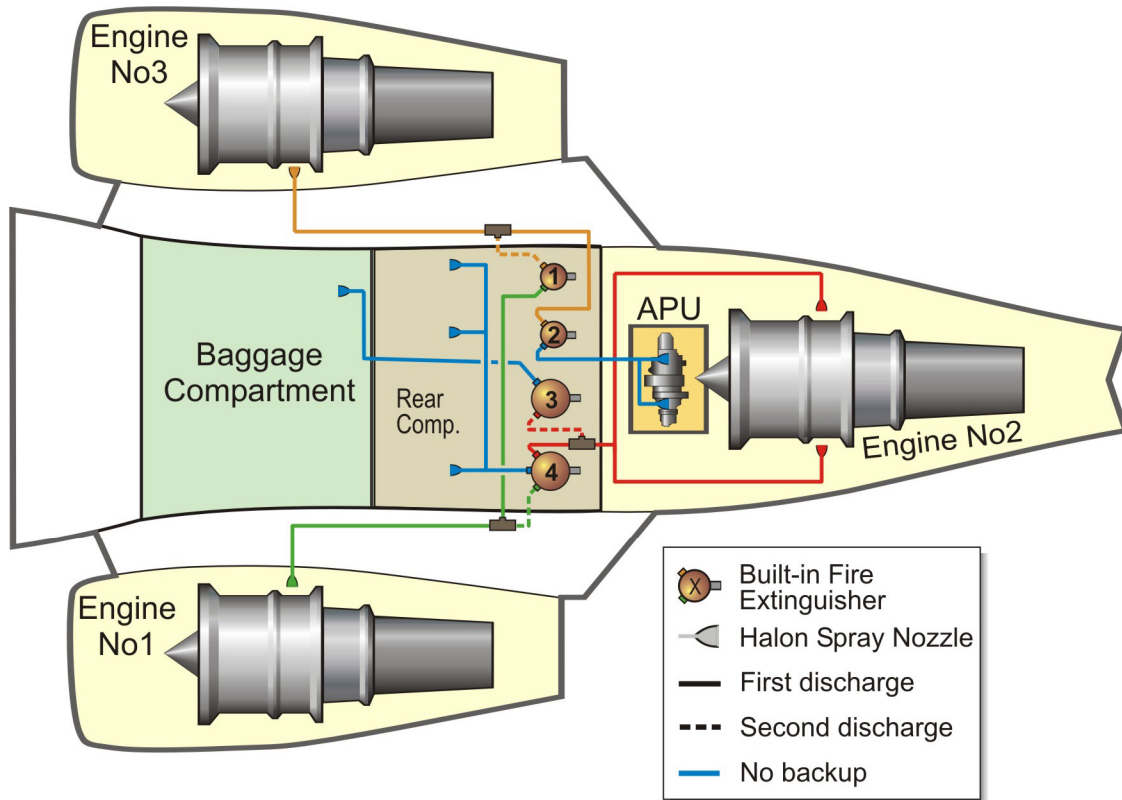 Engine
No3
1
2
APU
Baggage
Compartment
Rear
Comp.
3
4
Engine No2
Engine
No1
X
Built-in Fire
Extinguisher
Halon Spray Nozzle
First discharge
Second discharge
No backup